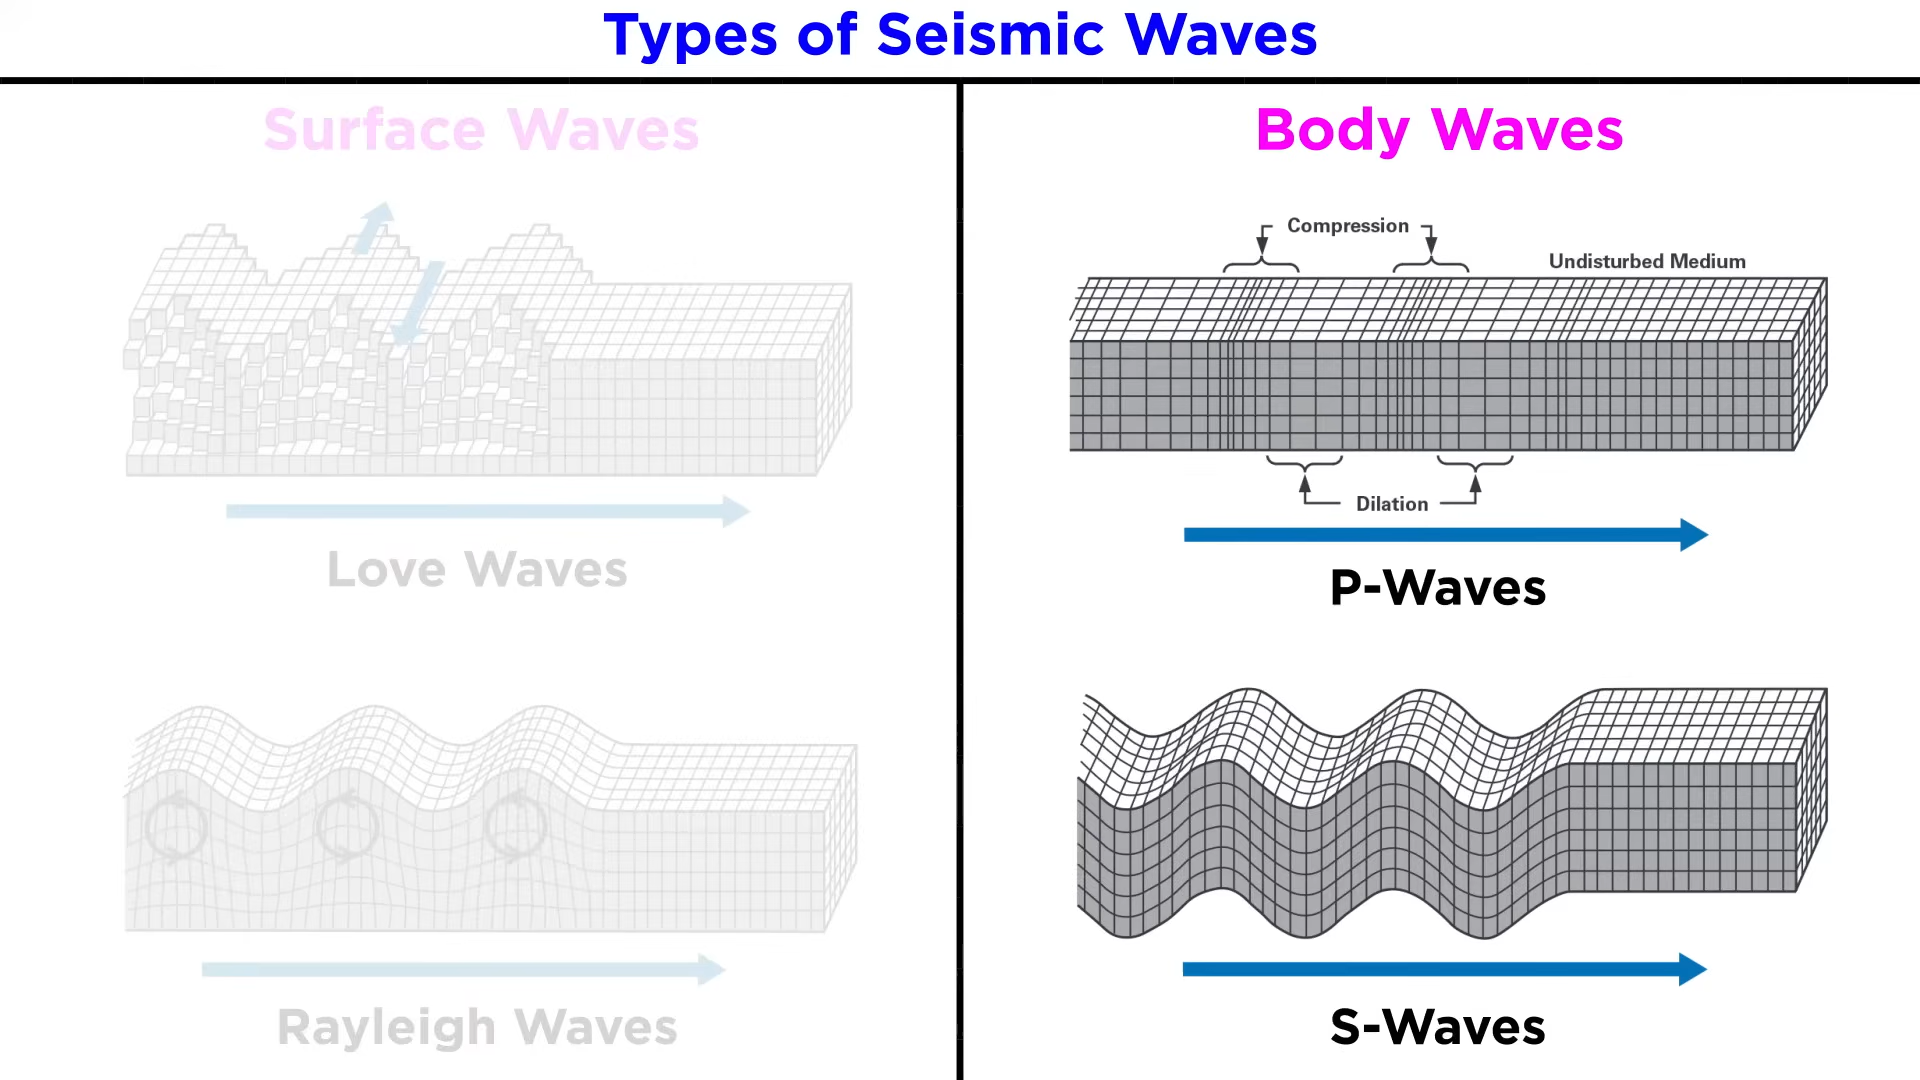 Types of Seismic Waves
Surface Waves
Love Waves
Rayleigh Waves
Body Waves
Compression
Undisturbed Medium
Dilation
P-Waves
S-Waves